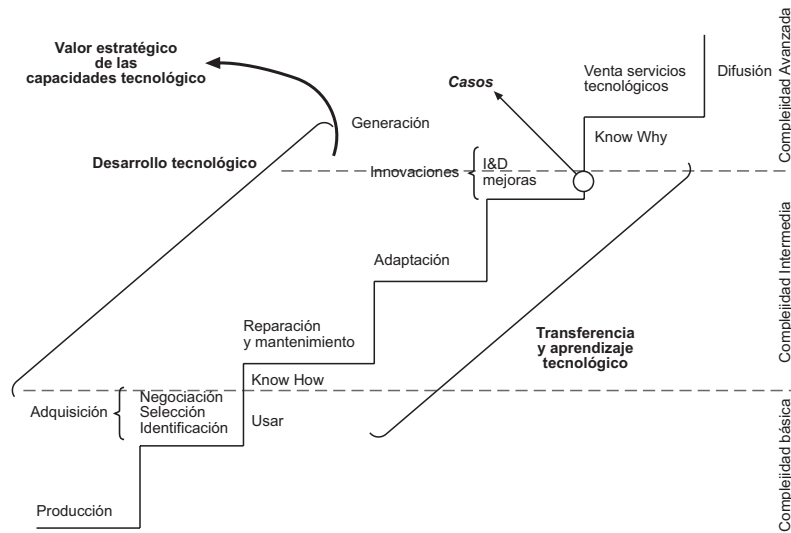 Valor estratégico
de las
capacidades tecnológico
Casos
Venta servicios
tecnológicos
Difusión
Complejidad Avanzada
Generación
Know Why
Desarrollo tecnológico
Innovaciones
I&D
mejoras
Adaptación
Complejidad Intermedia
Reparación
y mantenimiento
Transferencia
y aprendizaje
tecnológico
Know How
Adquisición
Negociación
Selección
Identificación
Usar
Complejidad básica
Producción